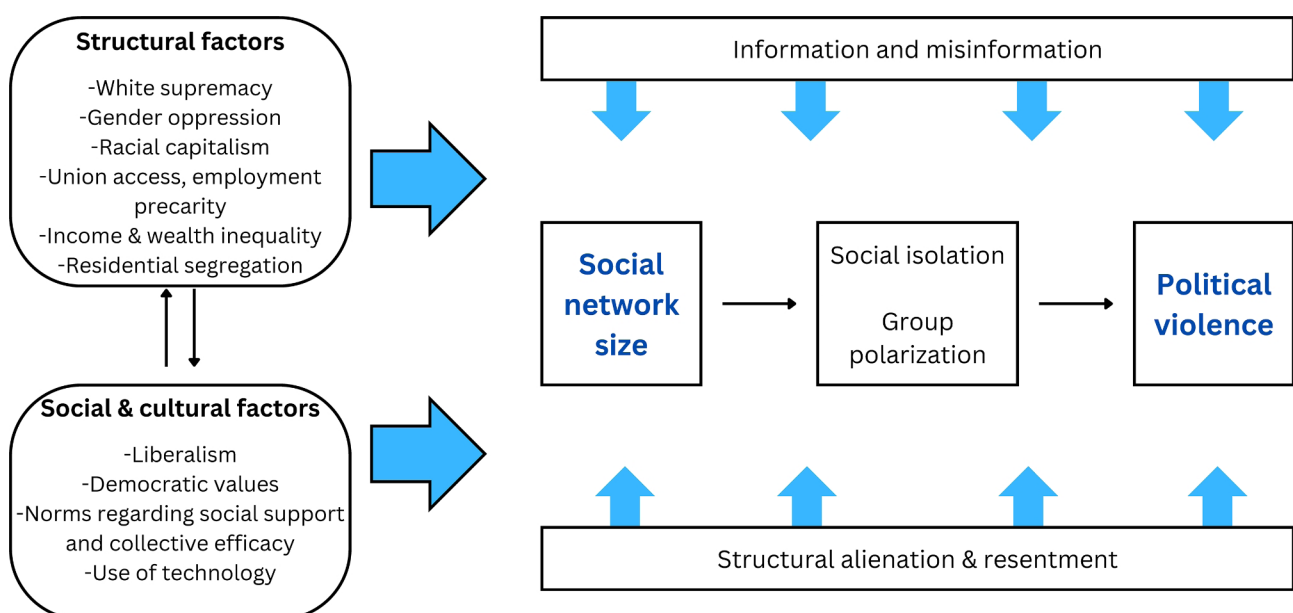 Structural factors
-White supremacy
-Gender oppression
-Racial capitalism
-Union access, employment
precarity
-Income & wealth inequality
-Residential segregation
Social & cultural factors
-Liberalism
-Democratic values
-Norms regarding social support
and collective efficacy
-Use of technology
Information and misinformation
Social
network
size
Social isolation
Group
polarization
Political
violence
Structural alienation & resentment